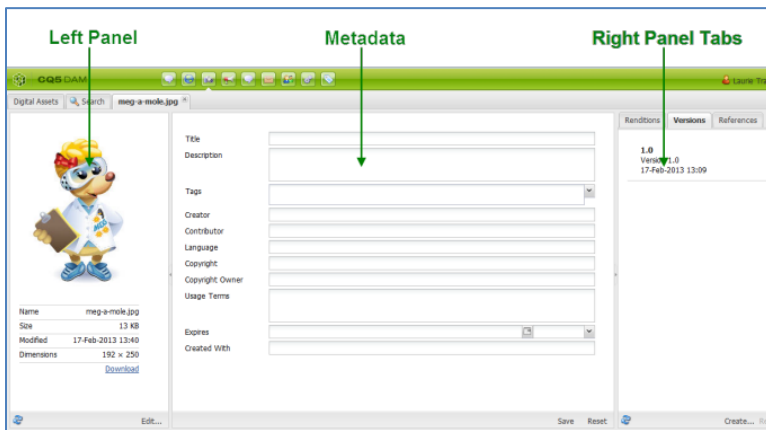 Left Panel
Metadata
Right Panel Tabs
CQ5 DAM
Laurie Tra
Digital Assets
Search
meg-a-mole.jpg
Renditions
Versions
References
Title
Description
Tags
Creator
Contributor
Language
Copyright
Copyright Owner
Usage Terms
Expires
Created With
1.0
Version 1.0
17-Feb-2013 13:09
Name meg-a-mole.jpg
Size 13 KB
Modified 17-Feb-2013 13:40
Dimensions 192 × 250
Download
Edit...
Save
Reset
Create...